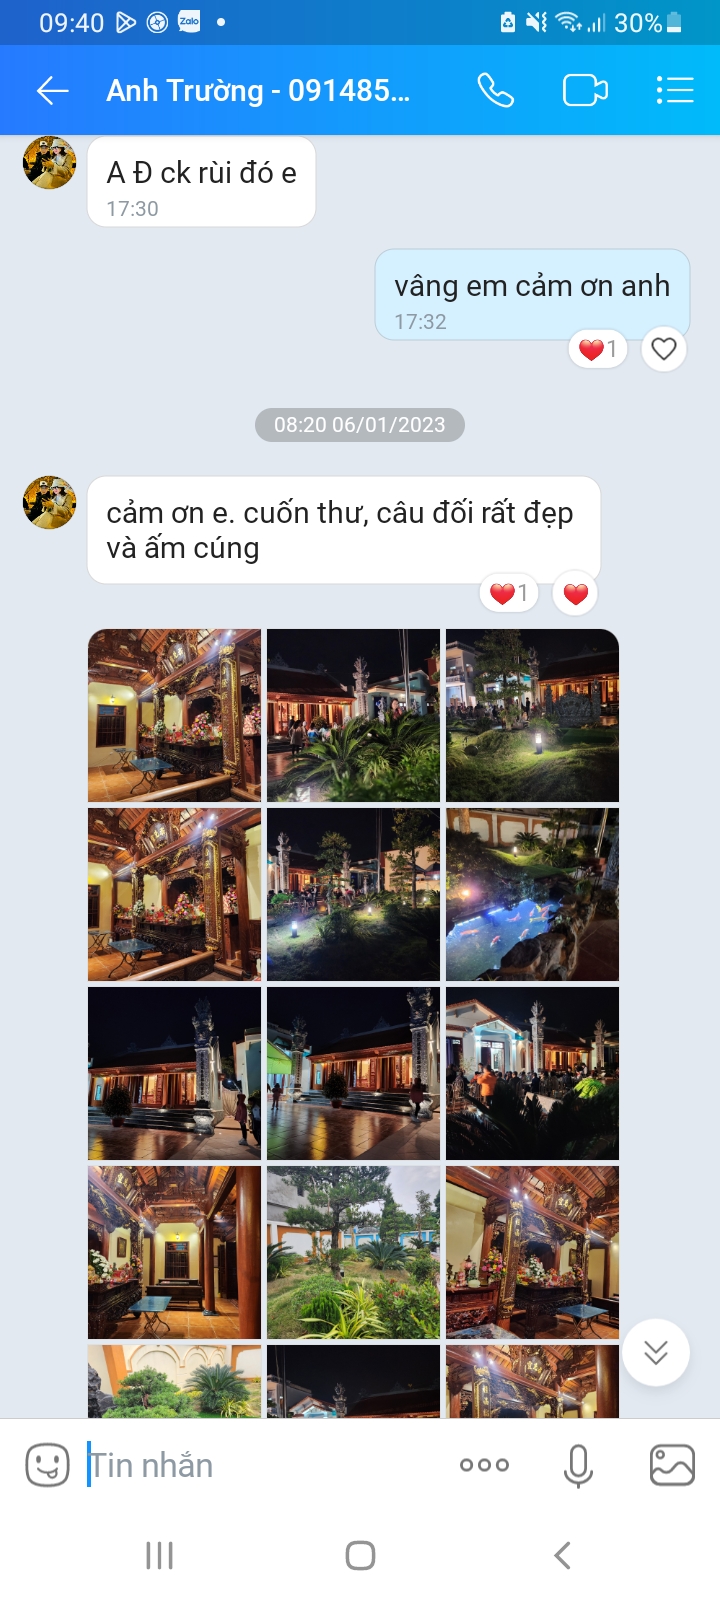 09:40
Zalo
30%
Anh Trường - 091485...
A Đ ck rùi đó e
17:30
vâng em cảm ơn anh
17:32
1
08:20 06/01/2023
cảm ơn e. cuốn thư, câu đối rất đẹp
và ấm cúng
1
Tin nhắn